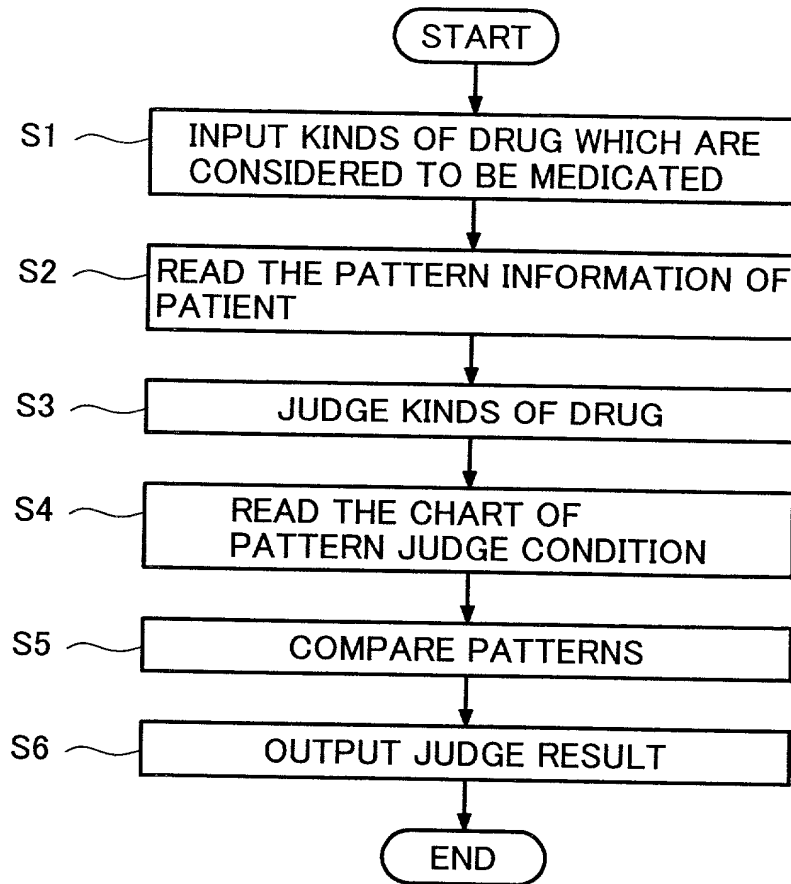 START
S1
INPUT KINDS OF DRUG WHICH ARE
CONSIDERED TO BE MEDICATED
S2
READ THE PATTERN INFORMATION OF
PATIENT
S3
JUDGE KINDS OF DRUG
S4
READ THE CHART OF
PATTERN JUDGE CONDITION
S5
COMPARE PATTERNS
S6
OUTPUT JUDGE RESULT
END